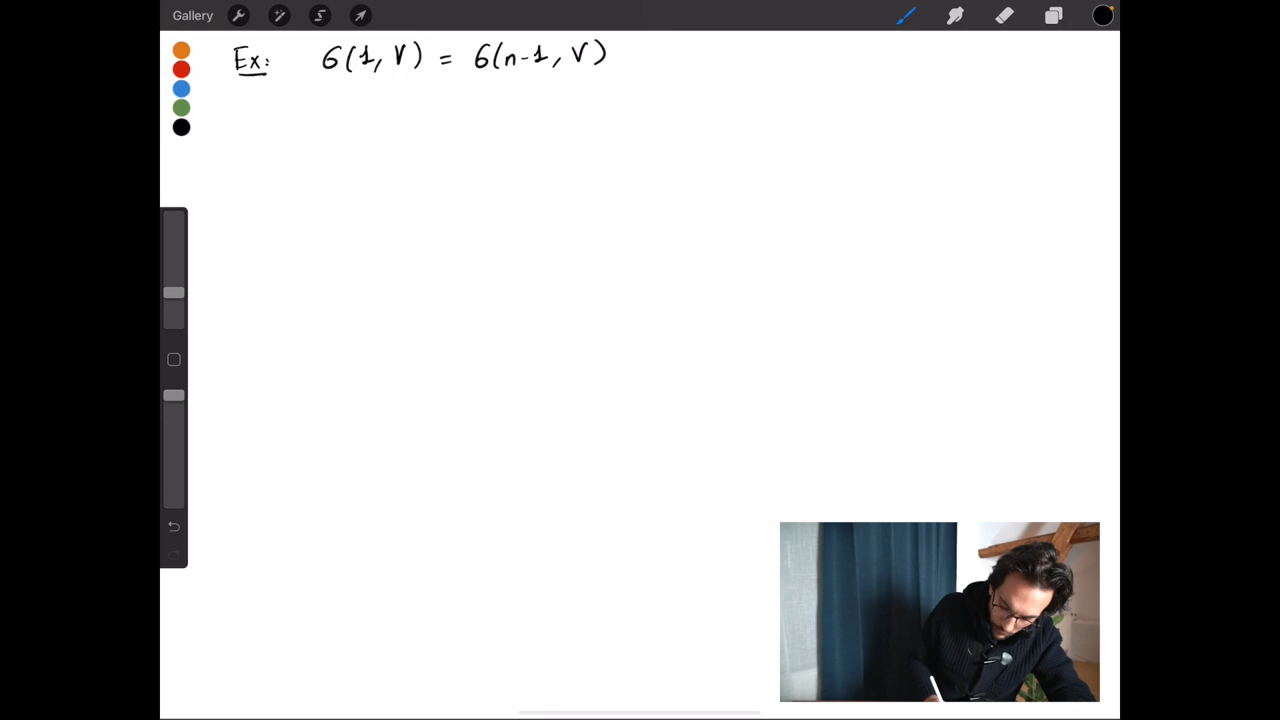 Gallery
Ex: G(1, V) = G(n-1, V)